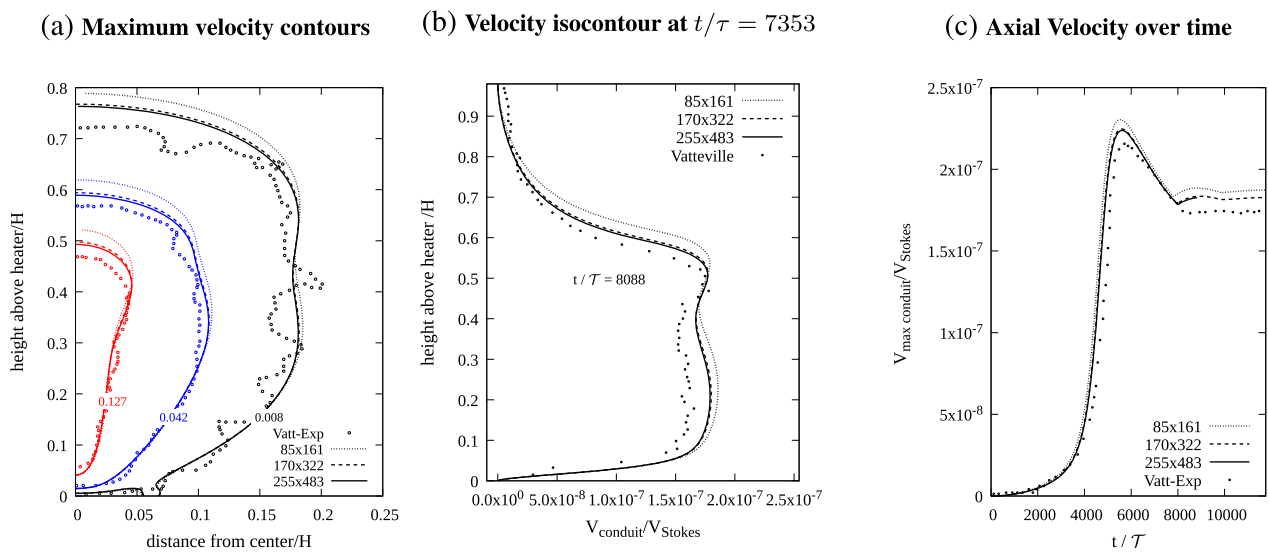 (a) Maximum velocity contours
height above heater/H
0.8
0.7
0.6
0.5
0.4
0.3
0.2
0.1
0
0.127
0.042
0.008
Vatt-Exp
85x161
170x322
255x483
0 0.05 0.1 0.15 0.2 0.25
distance from center/H
(b) Velocity isocontour at t/τ = 7353
height above heater /H
0.9
0.8
0.7
0.6
0.5
0.4
0.3
0.2
0.1
0
85x161
170x322
255x483
Vatteville
t / 𝒯 = 8088
0.0x10⁰ 5.0x10⁻⁸ 1.0x10⁻⁷ 1.5x10⁻⁷ 2.0x10⁻⁷ 2.5x10⁻⁷
V_conduit/V_Stokes
(c) Axial Velocity over time
V_max conduit/V_Stokes
2.5x10⁻⁷
2x10⁻⁷
1.5x10⁻⁷
1x10⁻⁷
5x10⁻⁸
0
85x161
170x322
255x483
Vatt-Exp
0 2000 4000 6000 8000 10000
t / 𝒯